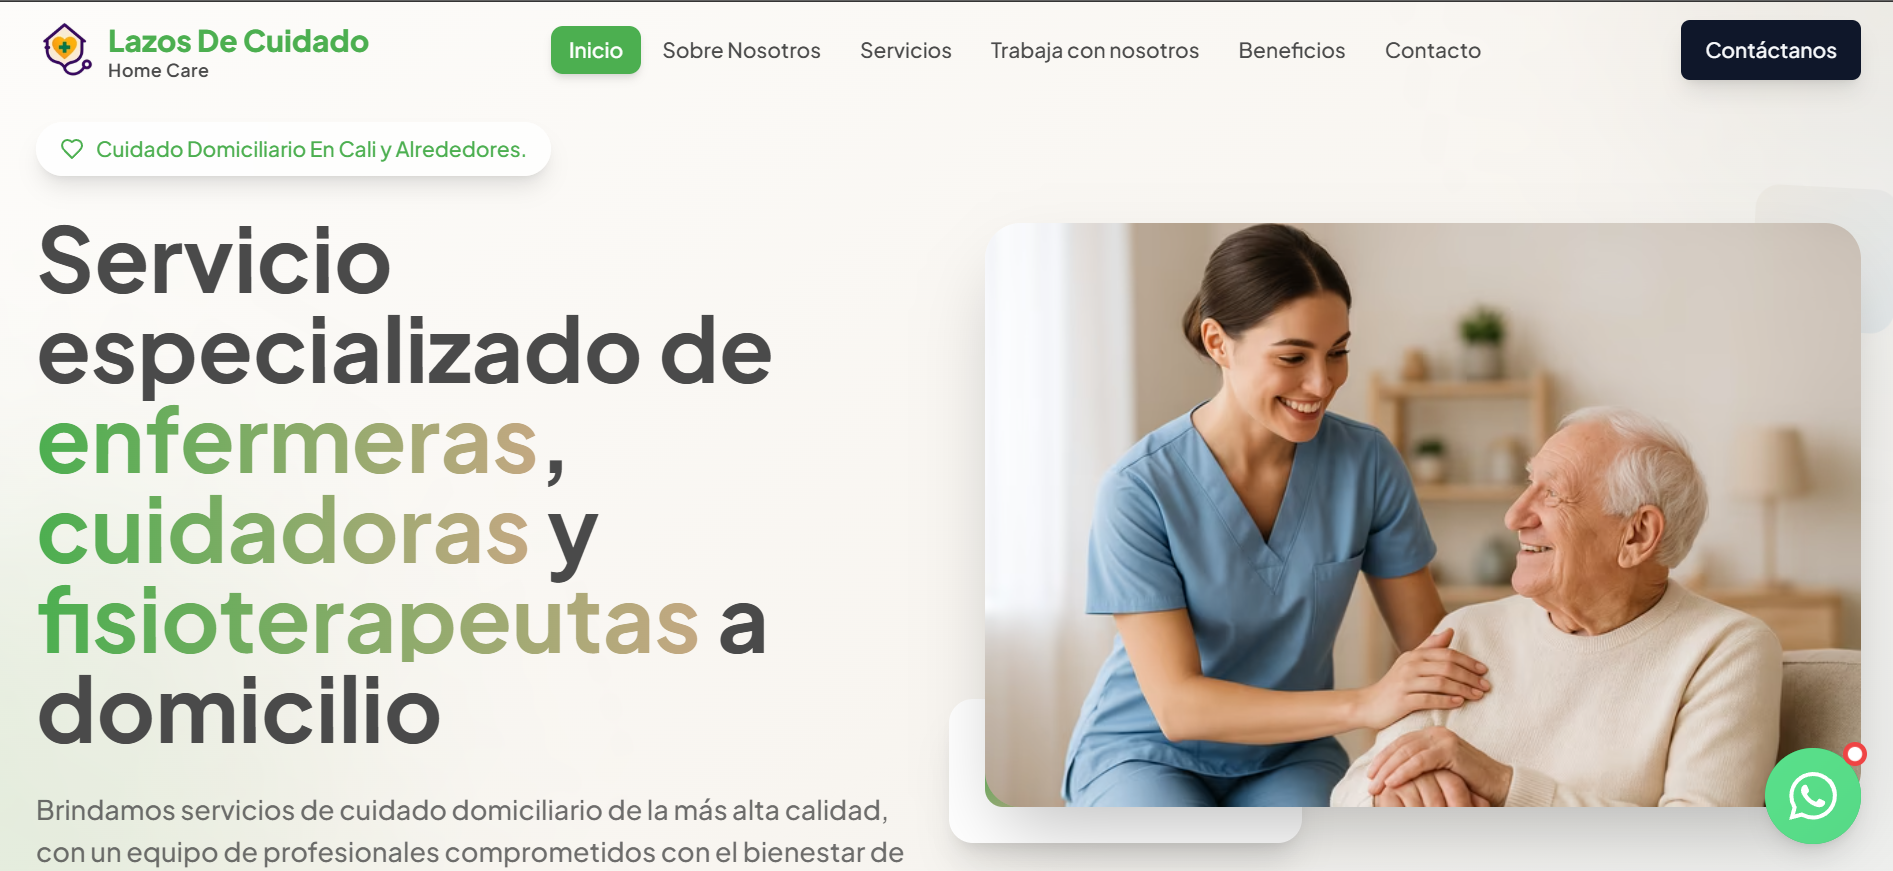 Lazos De Cuidado
Home Care
Inicio
Sobre Nosotros
Servicios
Trabaja con nosotros
Beneficios
Contacto
Contáctanos
Cuidado Domiciliario En Cali y Alrededores.
Servicio
especializado de
enfermeras,
cuidadoras y
fisioterapeutas a
domicilio
Brindamos servicios de cuidado domiciliario de la más alta calidad,
con un equipo de profesionales comprometidos con el bienestar de